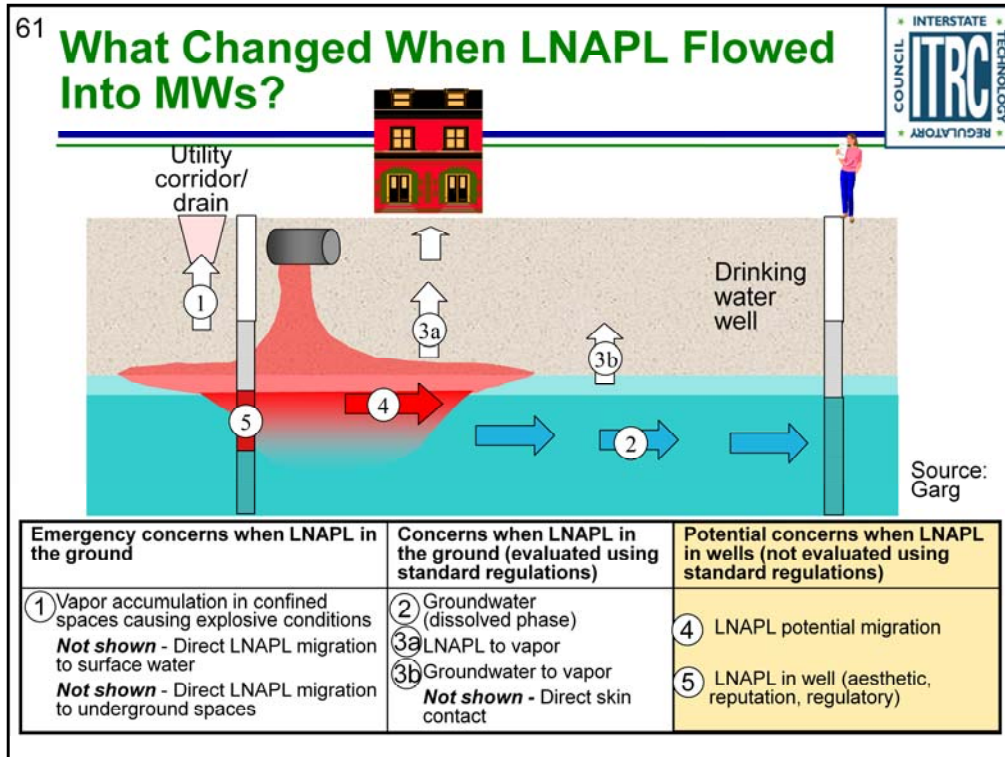 61
What Changed When LNAPL Flowed
Into MWs?
INTERSTATE
COUNCIL
ITRC
TECHNOLOGY
REGULATORY
Utility
corridor/
drain
Drinking
water
well
1
3a
3b
4
5
2
Source:
Garg
Emergency concerns when LNAPL in
the ground
1 Vapor accumulation in confined
spaces causing explosive conditions
Not shown - Direct LNAPL migration
to surface water
Not shown - Direct LNAPL migration
to underground spaces
Concerns when LNAPL in
the ground (evaluated using
standard regulations)
2 Groundwater
(dissolved phase)
3a LNAPL to vapor
3b Groundwater to vapor
Not shown - Direct skin
contact
Potential concerns when LNAPL
in wells (not evaluated using
standard regulations)
4 LNAPL potential migration
5 LNAPL in well (aesthetic,
reputation, regulatory)